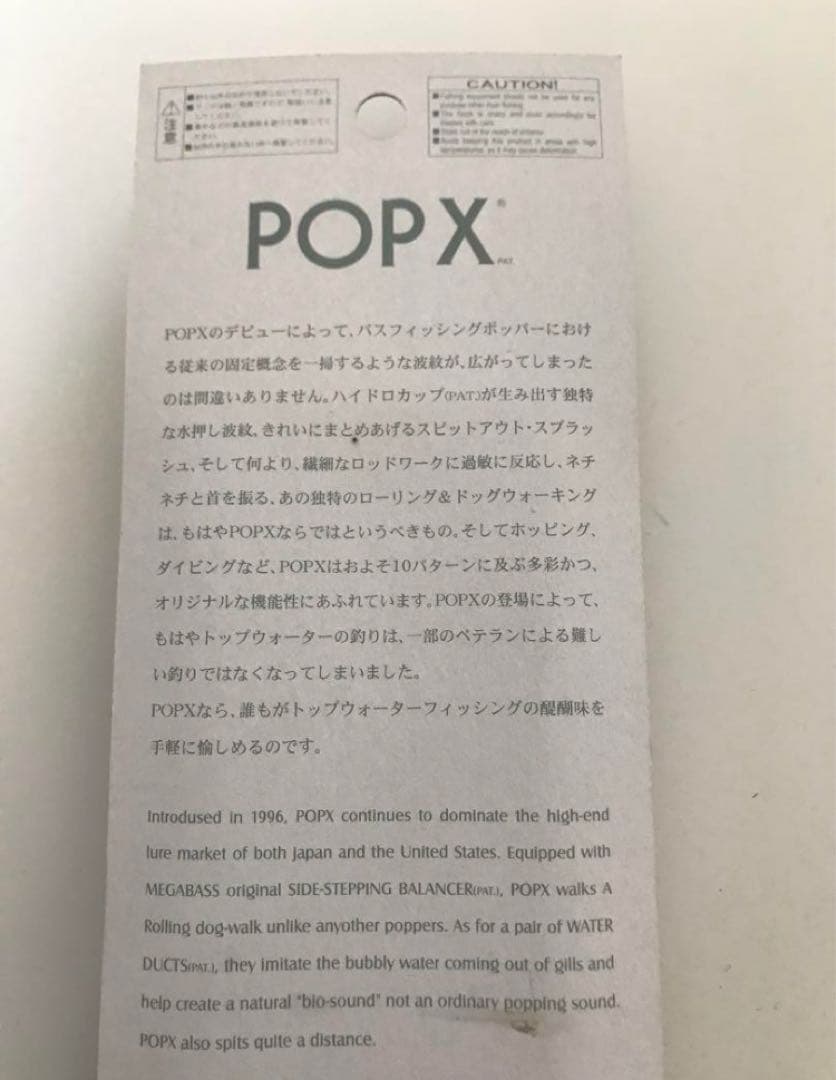 注意
CAUTION!
Fishing equipment should not be used for any
purpose other than fishing.
POPX®
PAT.
POPXのデビューによって、バスフィッシングポッパーにおけ
る従来の固定概念を一掃するような波紋が、広がってしまった
のは間違いありません。ハイドロカップ(PAT.)が生み出す独特
な水押し波紋、きれいにまとめあげるスピットアウト・スプラッ
シュ、そして何より、繊細なロッドワークに過敏に反応し、ネチ
ネチと首を振る、あの独特のローリング&ドッグウォーキング
は、もはやPOPXならではというべきもの。そしてホッピング、
ダイビングなど、POPXはおよそ10パターンに及ぶ多彩かつ、
オリジナルな機能性にあふれています。POPXの登場によって、
もはやトップウォーターの釣りは、一部のベテランによる難し
い釣りではなくなってしまいました。
POPXなら、誰もがトップウォーターフィッシングの醍醐味を
手軽に愉しめるのです。
Introdused in 1996, POPX continues to dominate the high-end
lure market of both Japan and the United States. Equipped with
MEGABASS original SIDE-STEPPING BALANCER(PAT.), POPX walks A
Rolling dog-walk unlike anyother poppers. As for a pair of WATER
DUCTS(PAT.), they imitate the bubbly water coming out of gills and
help create a natural "bio-sound" not an ordinary popping sound.
POPX also spits quite a distance.